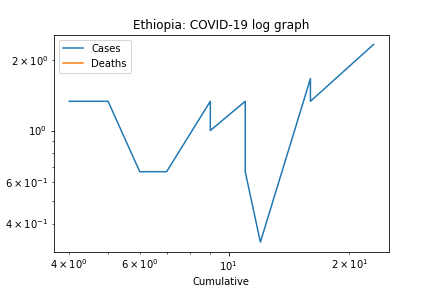 Ethiopia: COVID-19 log graph
Cases
Deaths
2 × 10⁰
10⁰
6 × 10⁻¹
4 × 10⁻¹
4 × 10⁰ 6 × 10⁰ 10¹ 2 × 10¹
Cumulative